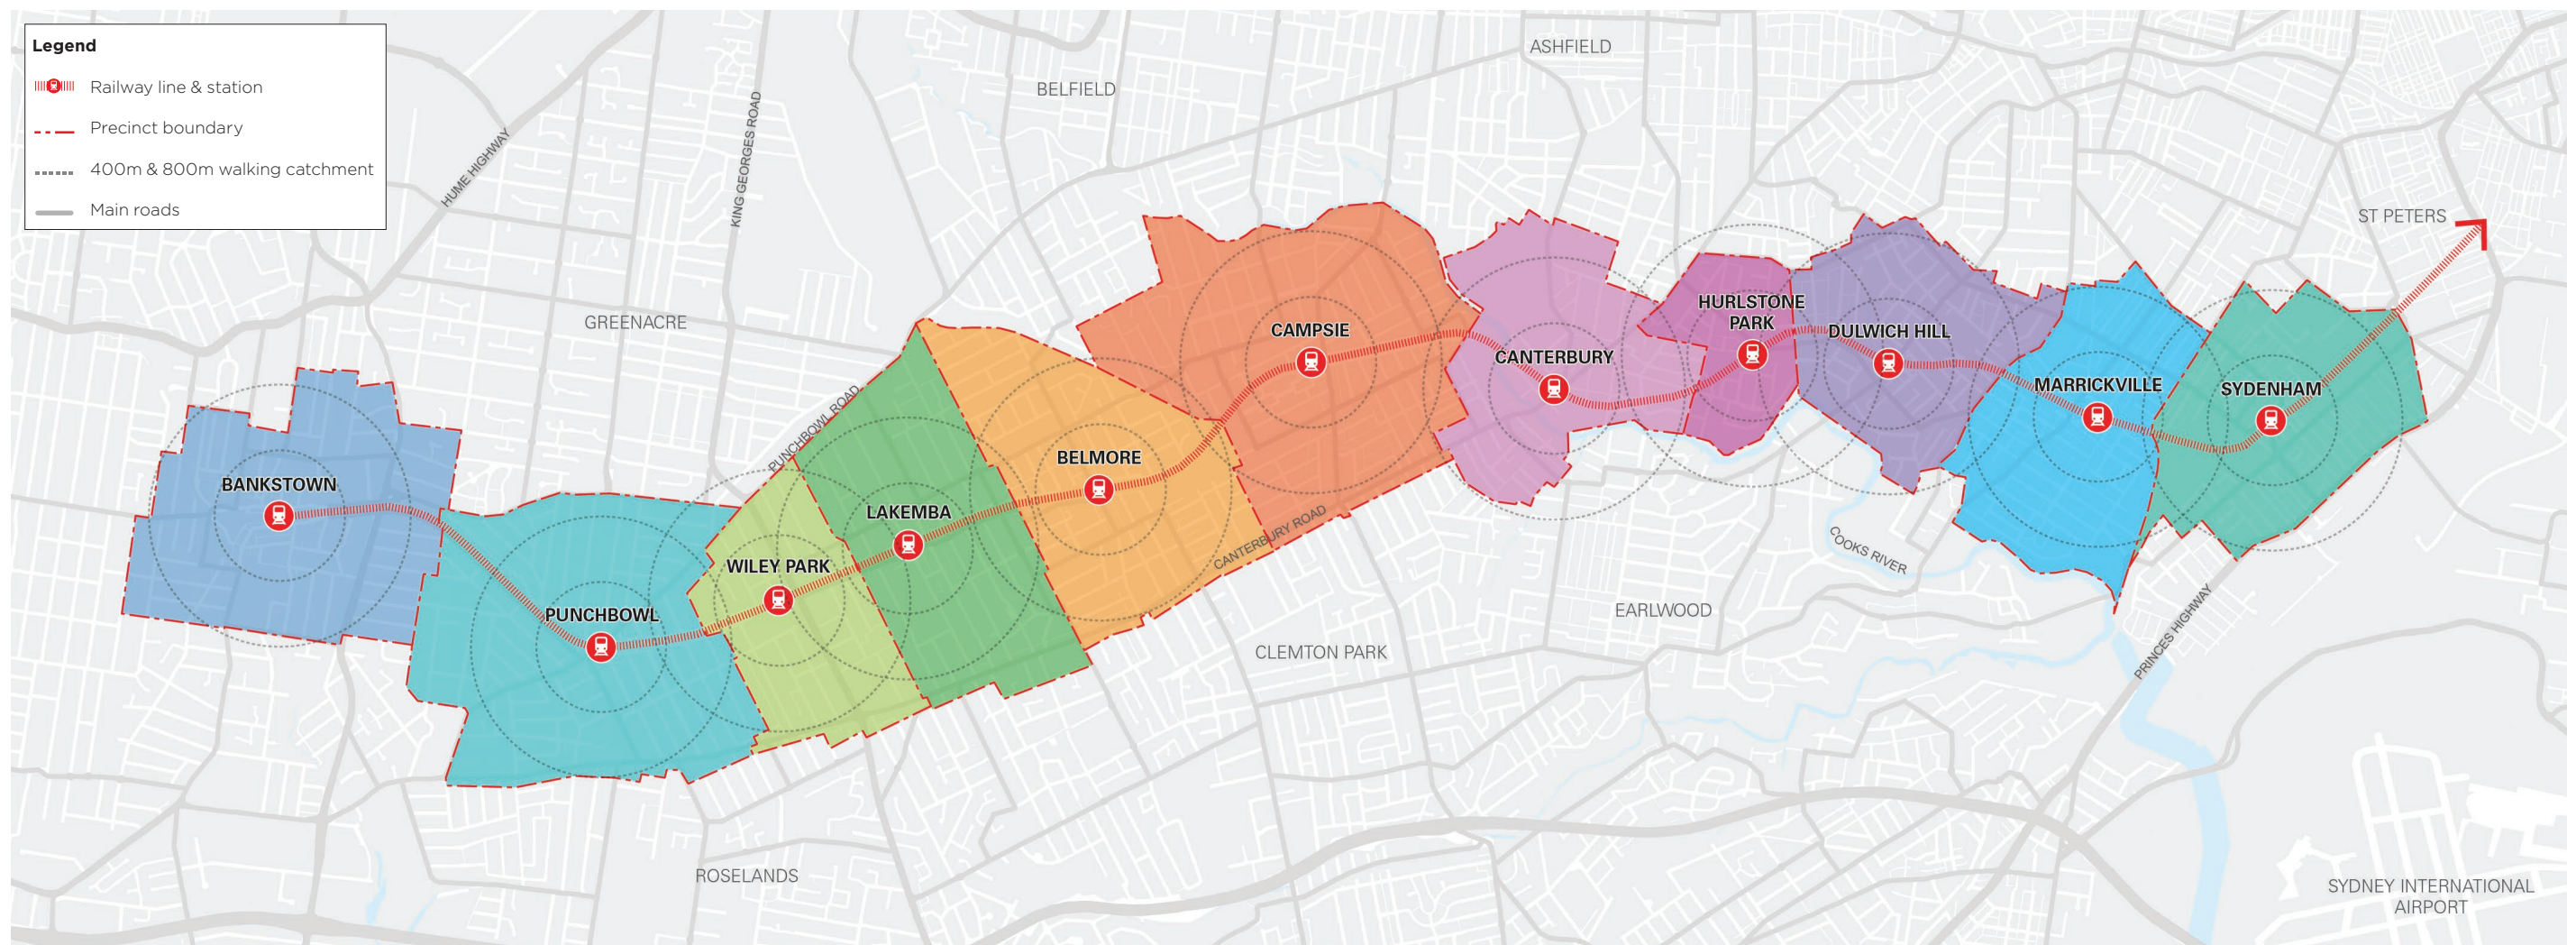 Legend
Railway line & station
Precinct boundary
400m & 800m walking catchment
Main roads
HUME HIGHWAY
KING GEORGES ROAD
BELFIELD
ASHFIELD
ST PETERS
GREENACRE
PUNCHBOWL ROAD
BANKSTOWN
PUNCHBOWL
WILEY PARK
LAKEMBA
BELMORE
CAMPSIE
CANTERBURY
HURLSTONE
PARK
DULWICH HILL
MARRICKVILLE
SYDENHAM
CANTERBURY ROAD
COOKS RIVER
EARLWOOD
CLEMTON PARK
PRINCES HIGHWAY
ROSELANDS
SYDNEY INTERNATIONAL
AIRPORT